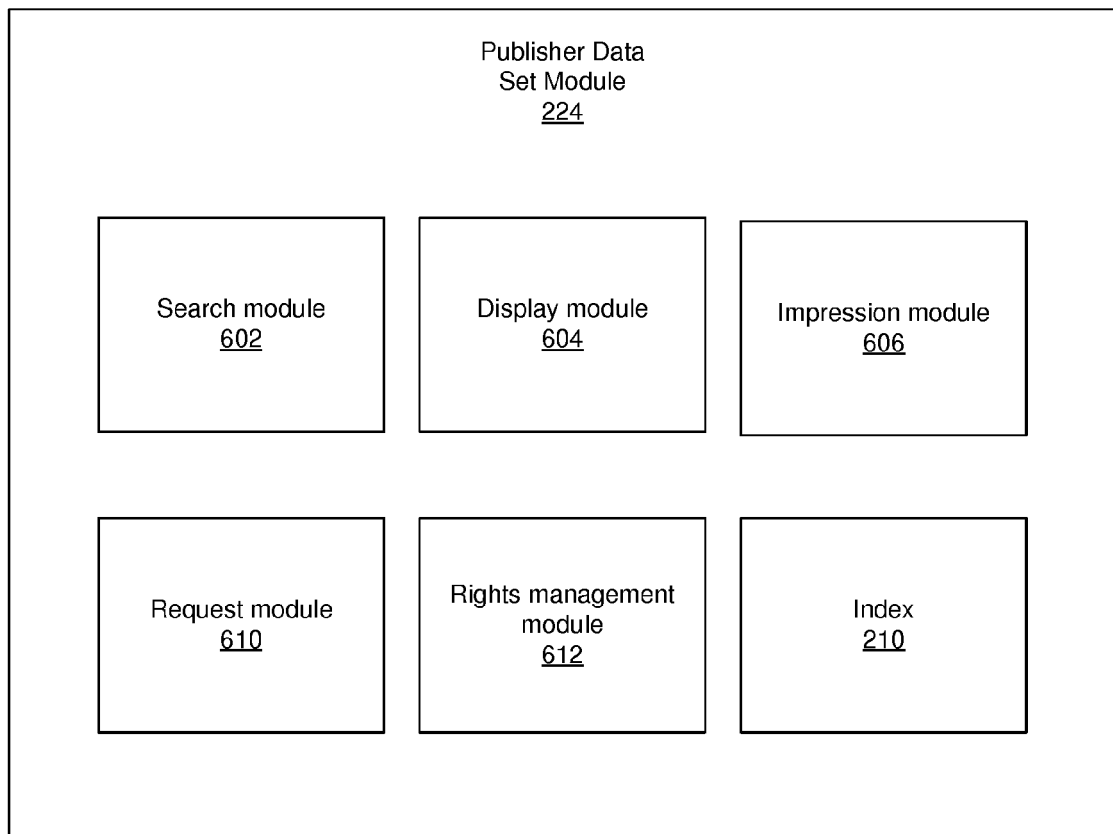 Publisher Data
Set Module
224
Search module
602
Display module
604
Impression module
606
Request module
610
Rights management
module
612
Index
210